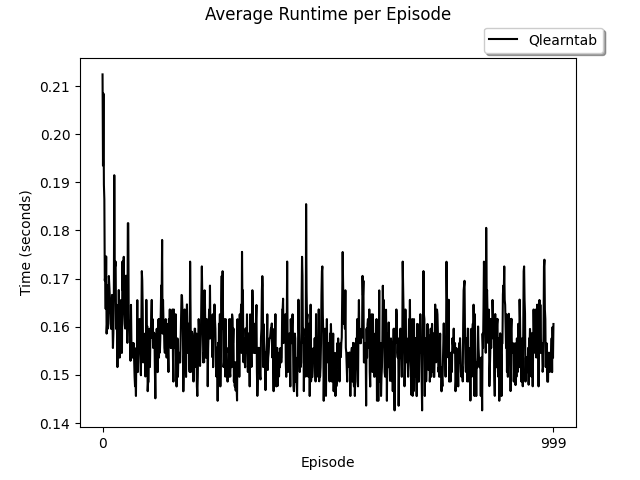 Average Runtime per Episode
Qlearntab
0.21
0.20
0.19
0.18
0.17
0.16
0.15
0.14
Time (seconds)
0
999
Episode